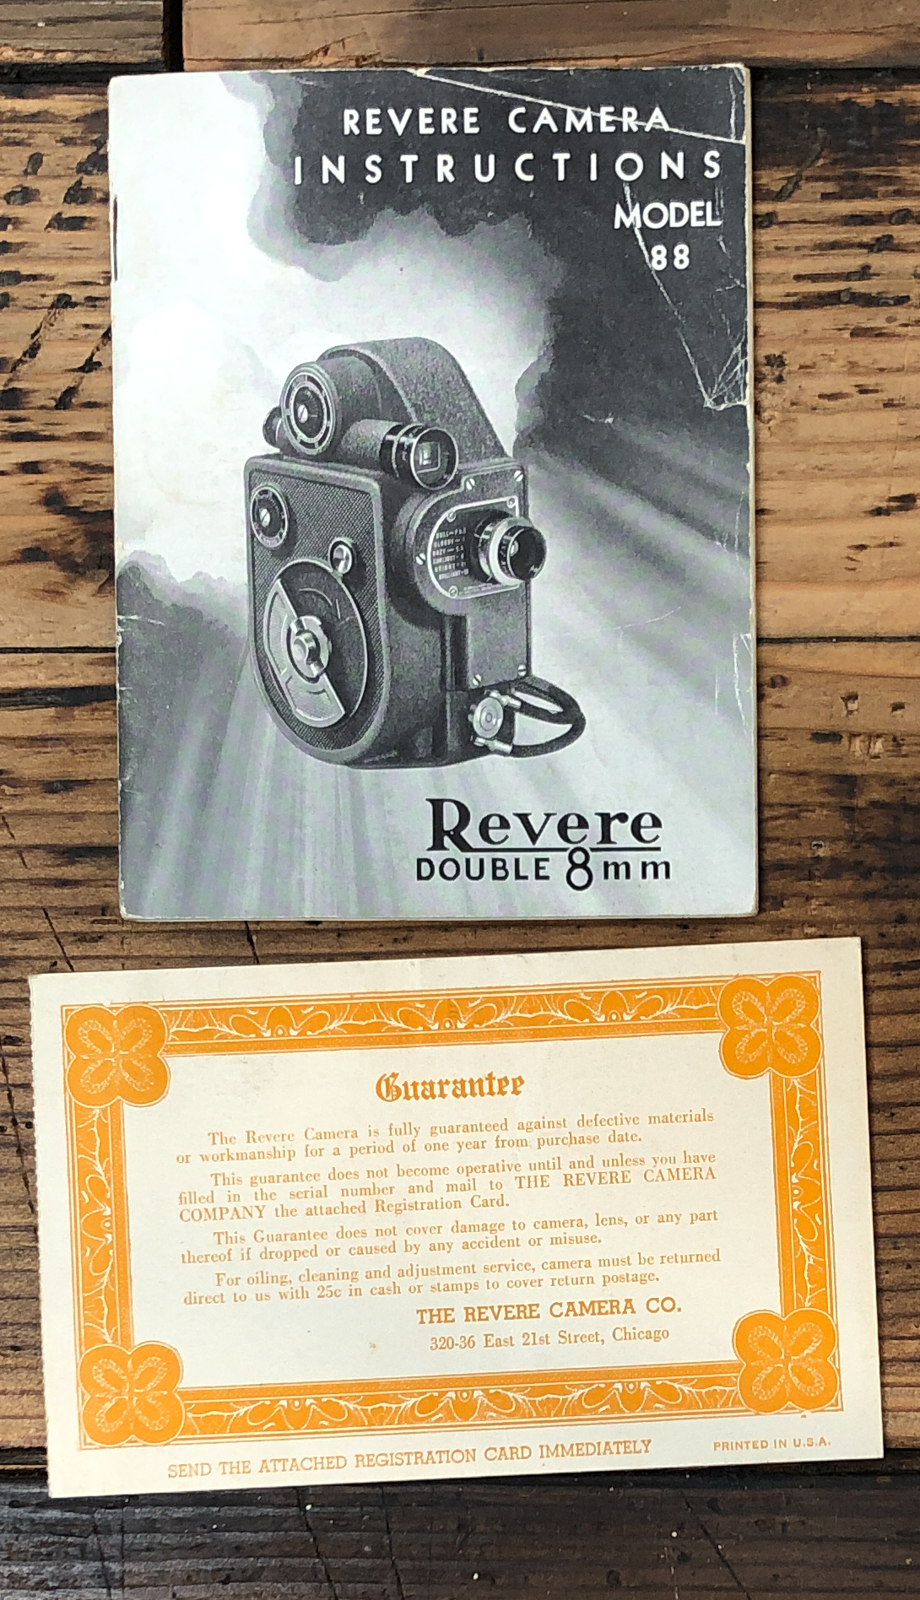 REVERE CAMERA
INSTRUCTIONS
MODEL
88
Revere
DOUBLE 8mm
Guarantee
The Revere Camera is fully guaranteed against defective materials
or workmanship for a period of one year from purchase date.
This guarantee does not become operative until and unless you have
filled in the serial number and mail to THE REVERE CAMERA
COMPANY the attached Registration Card.
This Guarantee does not cover damage to camera, lens, or any part
thereof if dropped or caused by any accident or misuse.
For oiling, cleaning and adjustment service, camera must be returned
direct to us with 25c in cash or stamps to cover return postage.
THE REVERE CAMERA CO.
320-36 East 21st Street, Chicago
SEND THE ATTACHED REGISTRATION CARD IMMEDIATELY
PRINTED IN U.S.A.